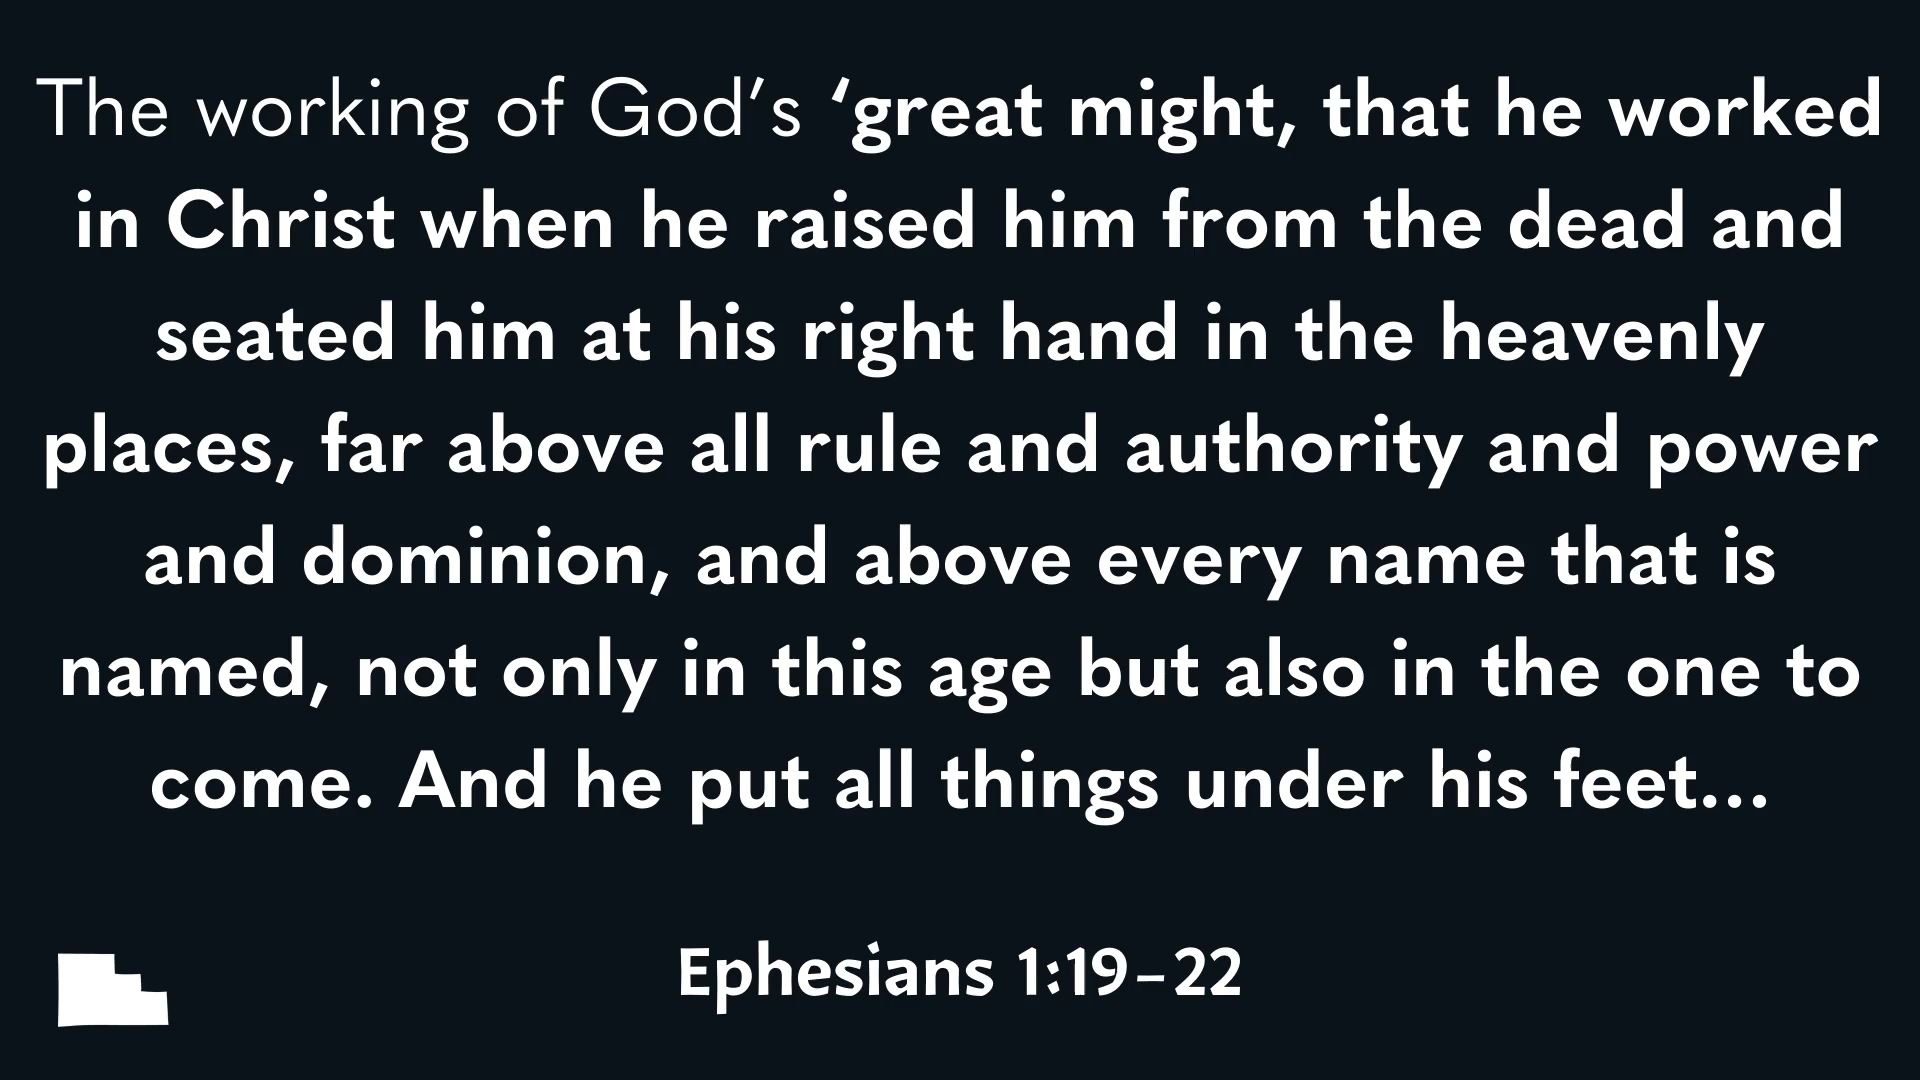 The working of God’s ‘great might, that he worked
in Christ when he raised him from the dead and
seated him at his right hand in the heavenly
places, far above all rule and authority and power
and dominion, and above every name that is
named, not only in this age but also in the one to
come. And he put all things under his feet...
Ephesians 1:19–22